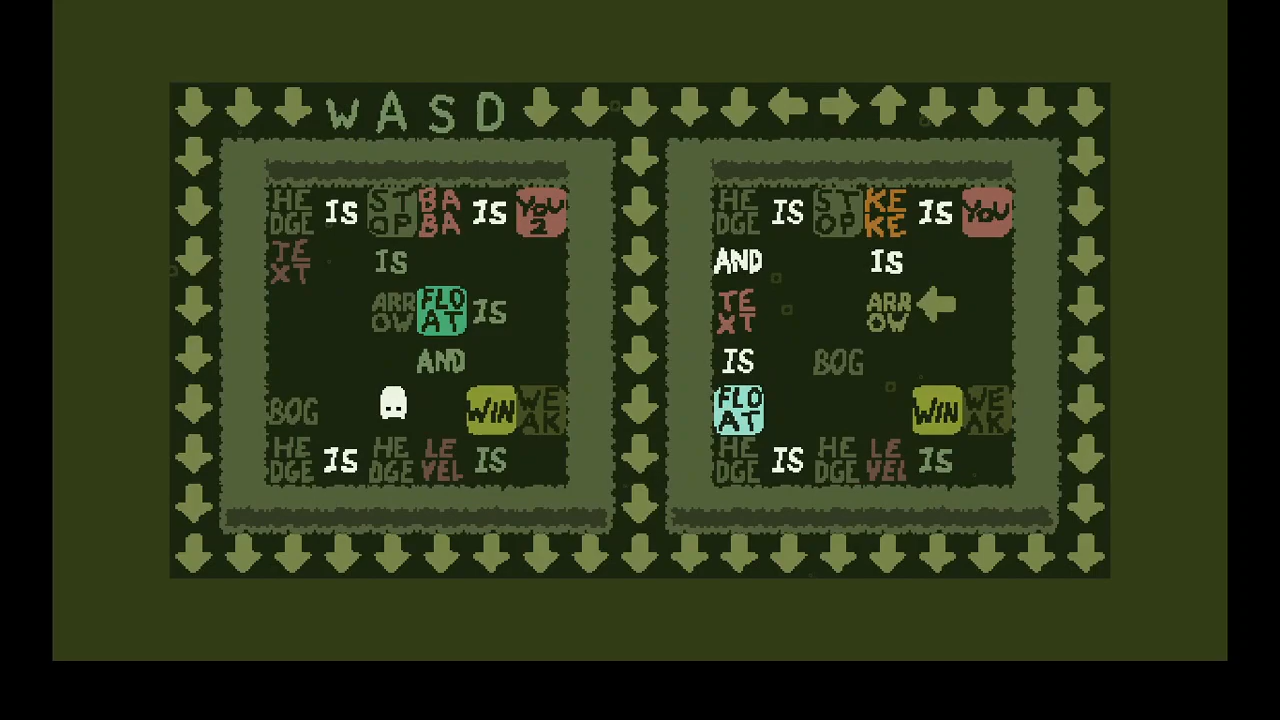 WASD
HEDGE IS STOP BABA IS YOU2 HEDGE IS STOP KEKE IS YOU
TEXT IS AND IS
ARROW FLOAT IS TEXT ARROW
AND IS BOG
BOG WIN WEAK FLOAT WIN WEAK
HEDGE IS HEDGE LEVEL IS HEDGE IS HEDGE LEVEL IS